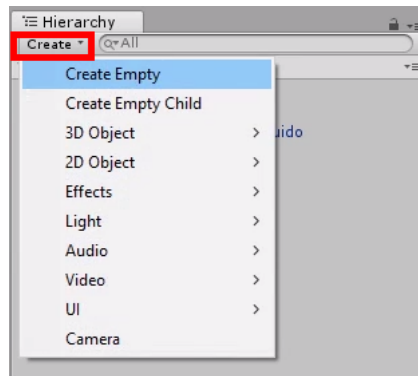 Hierarchy
Create All
Create Empty
Create Empty Child
3D Object
uido
2D Object
Effects
Light
Audio
Video
UI
Camera